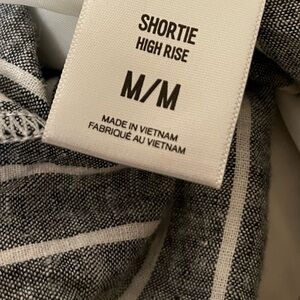 SHORTIE
HIGH RISE
M/M
MADE IN VIETNAM
FABRIQUÉ AU VIETNAM